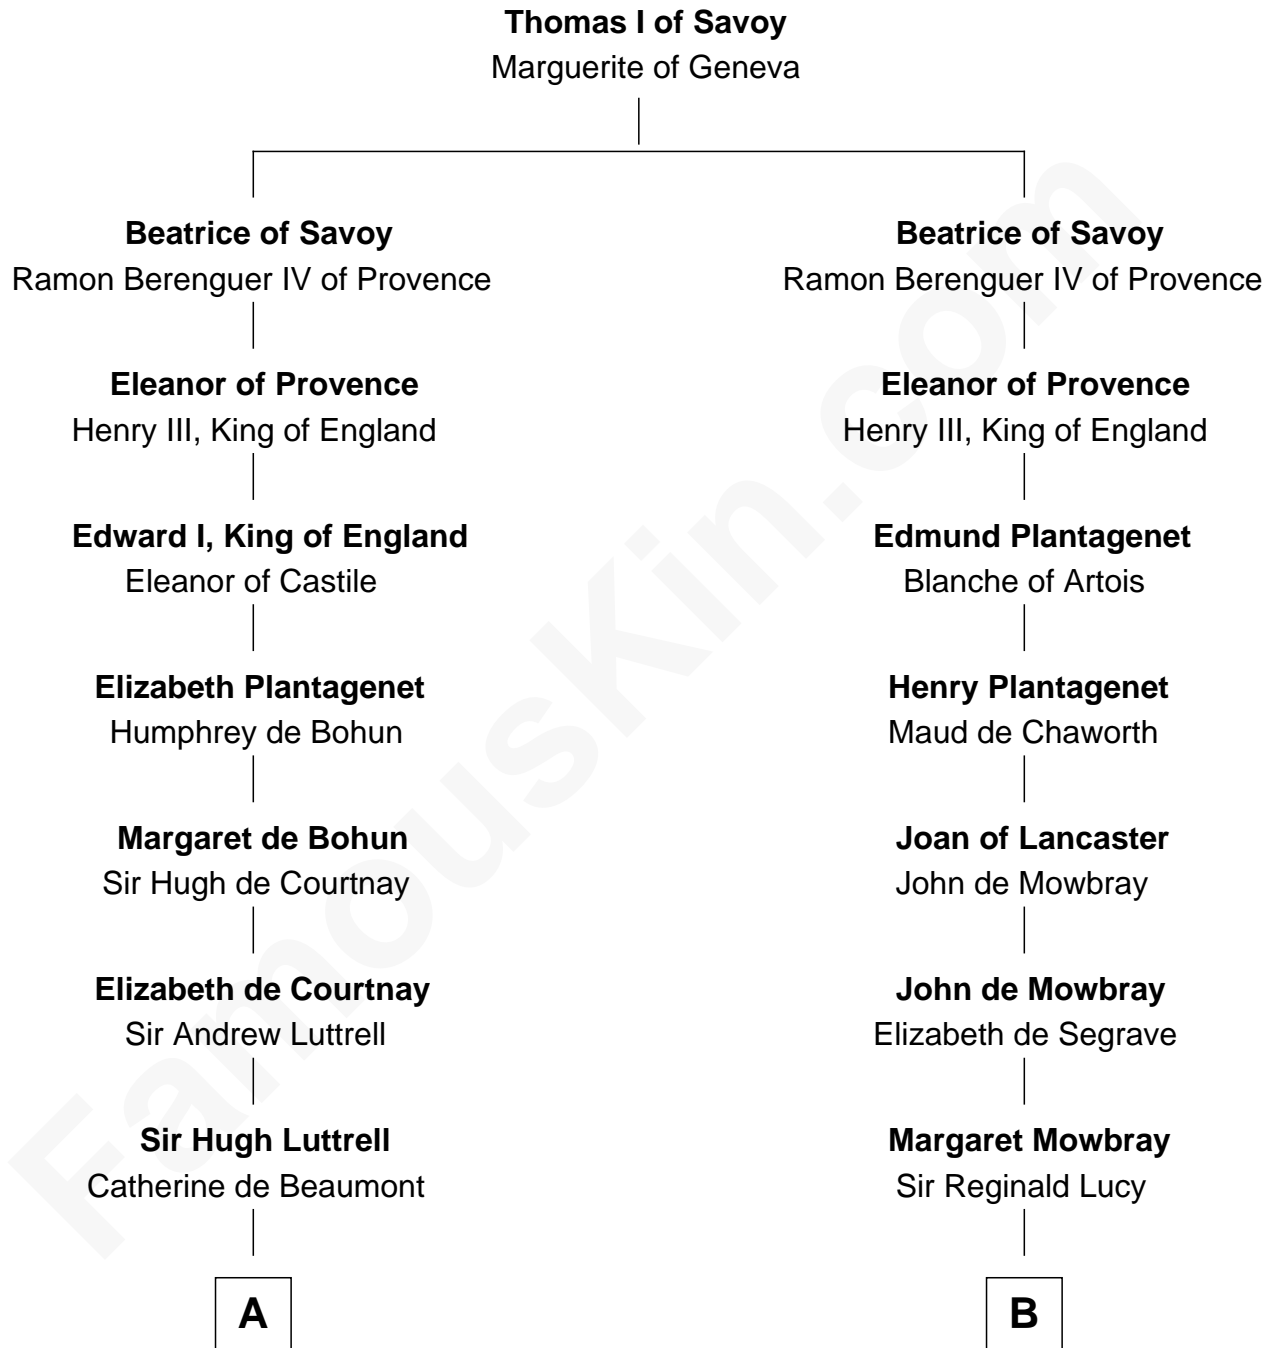 Thomas I of Savoy
Marguerite of Geneva
Beatrice of Savoy
Ramon Berenguer IV of Provence
Eleanor of Provence
Henry III, King of England
Edward I, King of England
Eleanor of Castile
Elizabeth Plantagenet
Humphrey de Bohun
Margaret de Bohun
Sir Hugh de Courtnay
Elizabeth de Courtnay
Sir Andrew Luttrell
Sir Hugh Luttrell
Catherine de Beaumont
A
Beatrice of Savoy
Ramon Berenguer IV of Provence
Eleanor of Provence
Henry III, King of England
Edmund Plantagenet
Blanche of Artois
Henry Plantagenet
Maud de Chaworth
Joan of Lancaster
John de Mowbray
John de Mowbray
Elizabeth de Segrave
Margaret Mowbray
Sir Reginald Lucy
B
FamousKin.com